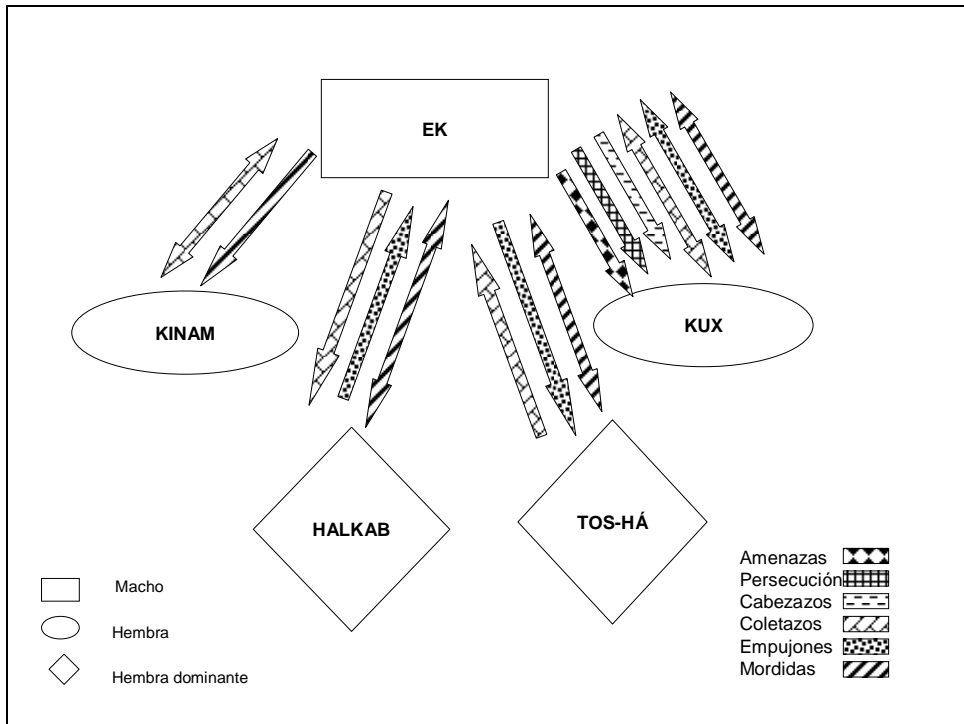 EK
KINAM
KUX
HALKAB
TOS-HÁ
Macho
Hembra
Hembra dominante
Amenazas
Persecución
Cabezazos
Coletazos
Empujones
Mordidas